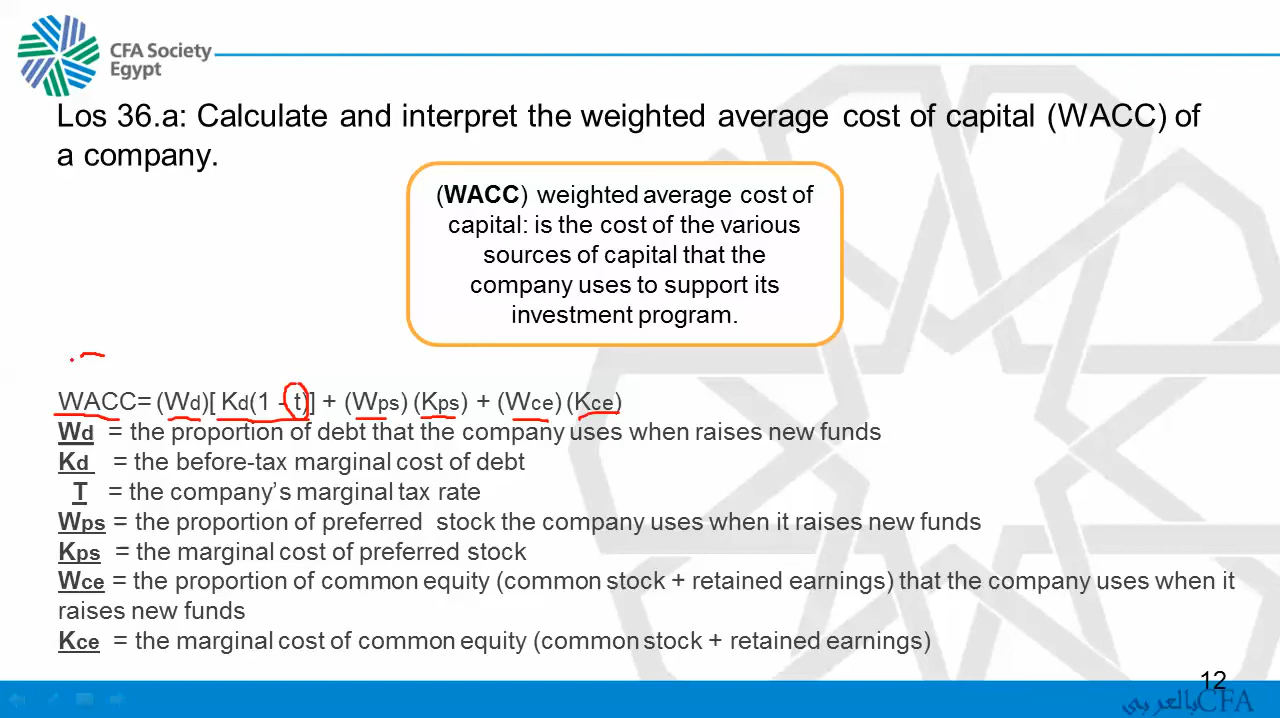 CFA Society
Egypt
Los 36.a: Calculate and interpret the weighted average cost of capital (WACC) of
a company.
(WACC) weighted average cost of
capital: is the cost of the various
sources of capital that the
company uses to support its
investment program.
WACC= (Wd)[ Kd(1 - t)] + (Wps) (Kps) + (Wce) (Kce)
Wd = the proportion of debt that the company uses when raises new funds
Kd = the before-tax marginal cost of debt
T = the company's marginal tax rate
Wps = the proportion of preferred stock the company uses when it raises new funds
Kps = the marginal cost of preferred stock
Wce = the proportion of common equity (common stock + retained earnings) that the company uses when it
raises new funds
Kce = the marginal cost of common equity (common stock + retained earnings)
12
CFA بالعربي